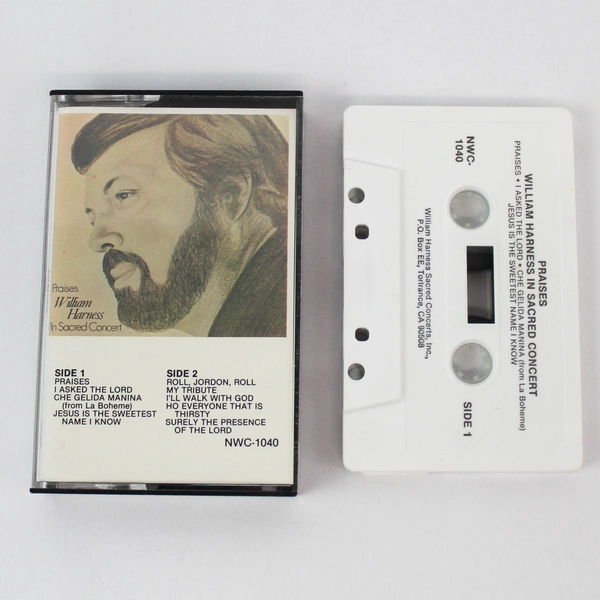 Praises
William
Harness
In Sacred Concert
SIDE 1
PRAISES
I ASKED THE LORD
CHE GELIDA MANINA
(from La Boheme)
JESUS IS THE SWEETEST
NAME I KNOW
SIDE 2
ROLL, JORDON, ROLL
MY TRIBUTE
I'LL WALK WITH GOD
HO EVERYONE THAT IS
THIRSTY
SURELY THE PRESENCE
OF THE LORD
NWC-1040
PRAISES
WILLIAM HARNESS IN SACRED CONCERT
PRAISES • I ASKED THE LORD • CHE GELIDA MANINA (from La Boheme)
JESUS IS THE SWEETEST NAME I KNOW
NWC-
1040
SIDE 1
William Harness Sacred Concerts, Inc.,
P.O. Box EE, Torrance, CA 90508